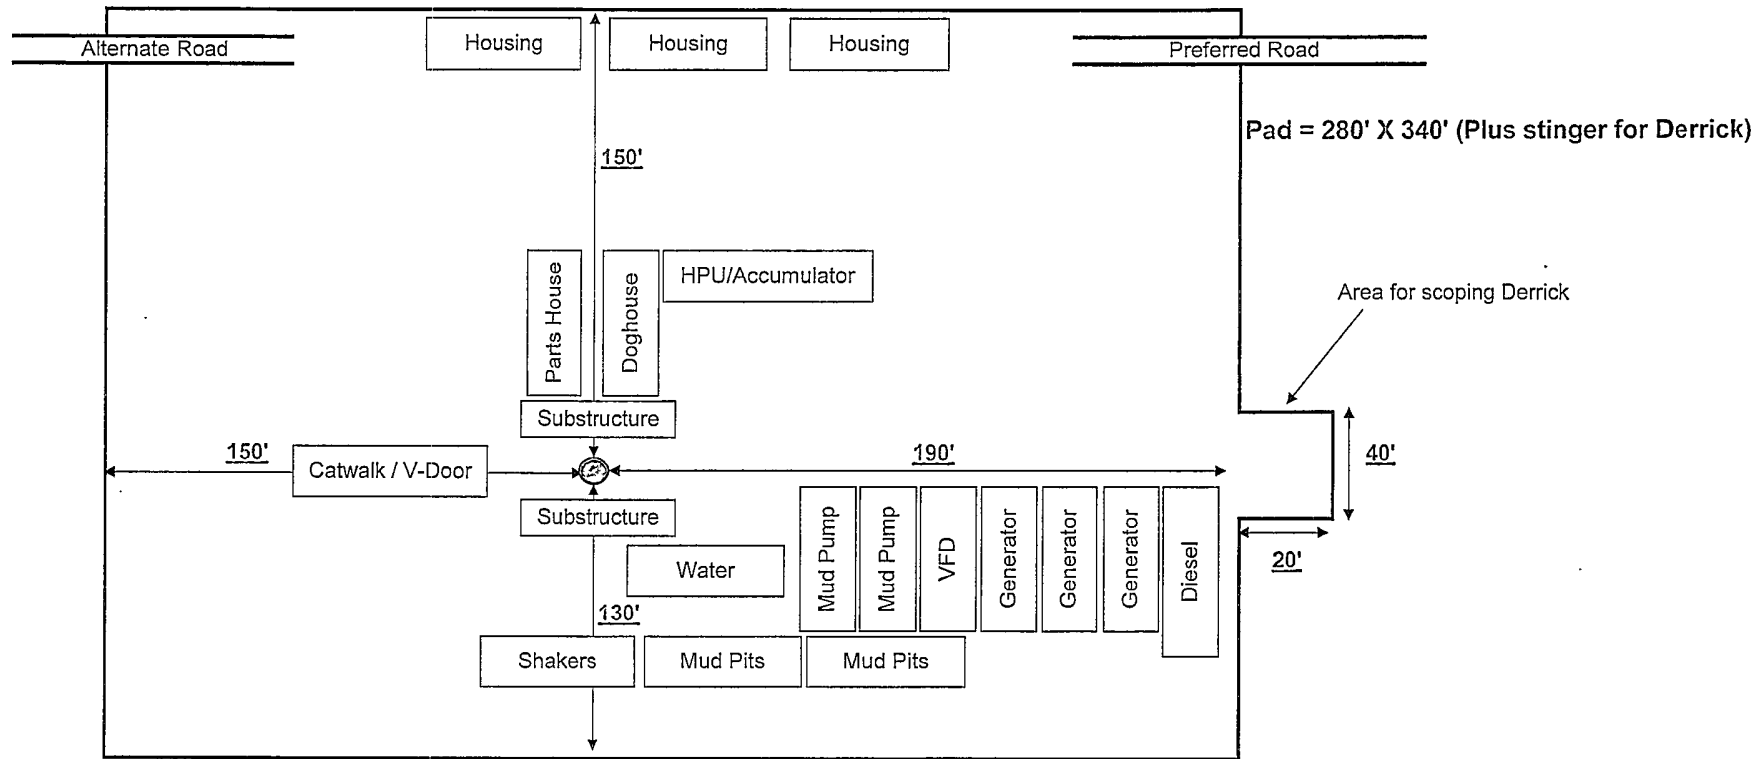 Alternate Road
Housing
Housing
Housing
Preferred Road
Pad = 280' X 340' (Plus stinger for Derrick)
150'
Parts House
Doghouse
HPU/Accumulator
Area for scoping Derrick
Substructure
150'
Catwalk / V-Door
190'
40'
Substructure
Water
Mud Pump
Mud Pump
VFD
Generator
Generator
Generator
Diesel
20'
130'
Shakers
Mud Pits
Mud Pits